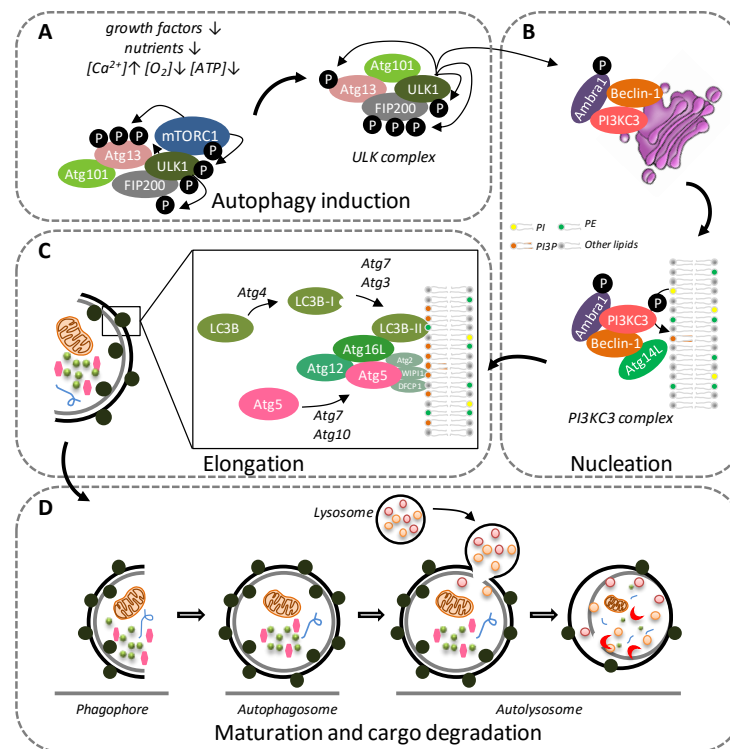 A
growth factors ↓
nutrients ↓
[Ca²⁺]↑ [O₂]↓ [ATP]↓
P P P
mTORC1
Atg13
P
Atg101
ULK1
P
FIP200
P
P
P
Atg101
Atg13
ULK1
FIP200
P
P P P
ULK complex
Autophagy induction
B
P
Ambra1
Beclin-1
PI3KC3
PI
PE
PI3P
Other lipids
P
Ambra1
P
PI3KC3
Beclin-1
Atg14L
PI3KC3 complex
Nucleation
C
Atg7
Atg3
Atg4
LC3B-I
LC3B
LC3B-II
Atg16L
Atg12
Atg2
Atg5
WIPI1
DFCP1
Atg5
Atg7
Atg10
Elongation
D
Lysosome
Phagophore
Autophagosome
Autolysosome
Maturation and cargo degradation